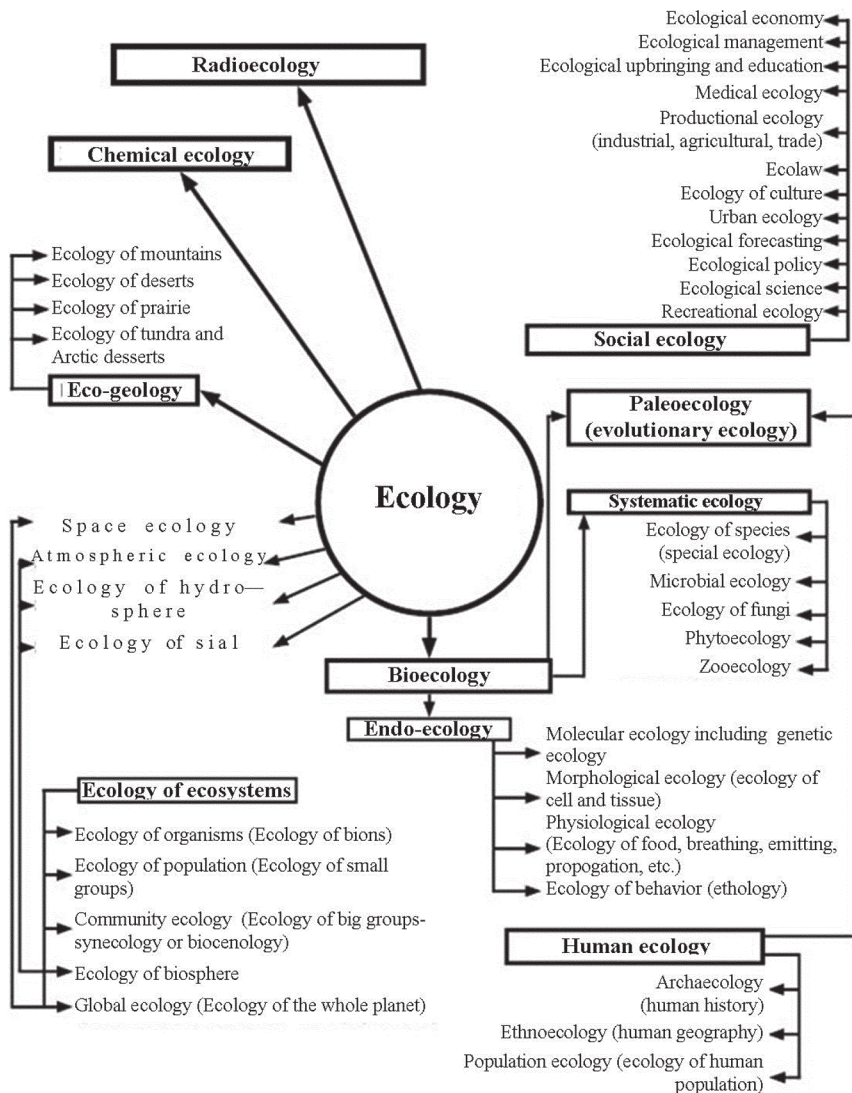 Radioecology
Chemical ecology
Ecology of mountains
Ecology of deserts
Ecology of prairie
Ecology of tundra and
Arctic desserts
Eco-geology
Ecological economy
Ecological management
Ecological upbringing and education
Medical ecology
Productional ecology
(industrial, agricultural, trade)
Ecolaw
Ecology of culture
Urban ecology
Ecological forecasting
Ecological policy
Ecological science
Recreational ecology
Social ecology
Ecology
Paleoecology
(evolutionary ecology)
Systematic ecology
Ecology of species
(special ecology)
Microbial ecology
Ecology of fungi
Phytoecology
Zooecology
Space ecology
Atmospheric ecology
Ecology of hydro—
sphere
Ecology of sial
Bioecology
Endo-ecology
Molecular ecology including genetic
ecology
Morphological ecology (ecology of
cell and tissue)
Physiological ecology
(Ecology of food, breathing, emitting,
propogation, etc.)
Ecology of behavior (ethology)
Ecology of ecosystems
Ecology of organisms (Ecology of bions)
Ecology of population (Ecology of small
groups)
Community ecology (Ecology of big groups-
synecology or biocenology)
Ecology of biosphere
Global ecology (Ecology of the whole planet)
Human ecology
Archaecology
(human history)
Ethnoecology (human geography)
Population ecology (ecology of human
population)